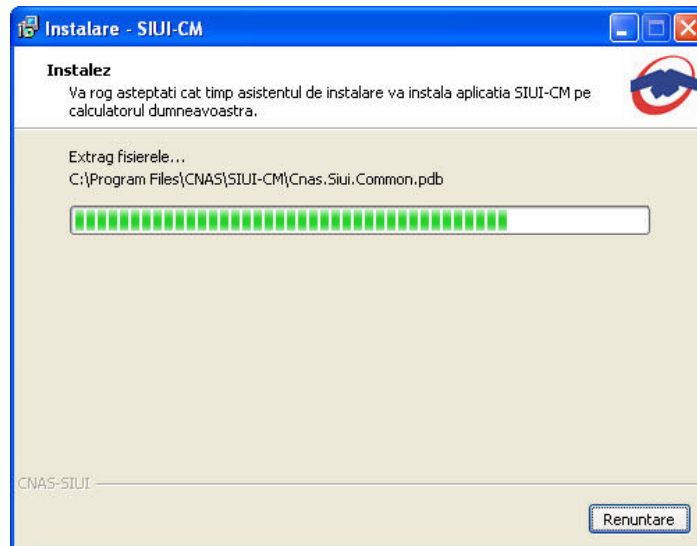 Instalare - SIUI-CM
Instalez
Va rog asteptati cat timp asistentul de instalare va instala aplicatia SIUI-CM pe
calculatorul dumneavoastra.
Extrag fisierele...
C:\Program Files\CNAS\SIUI-CM\Cnas.Siui.Common.pdb
CNAS-SIUI
Renuntare